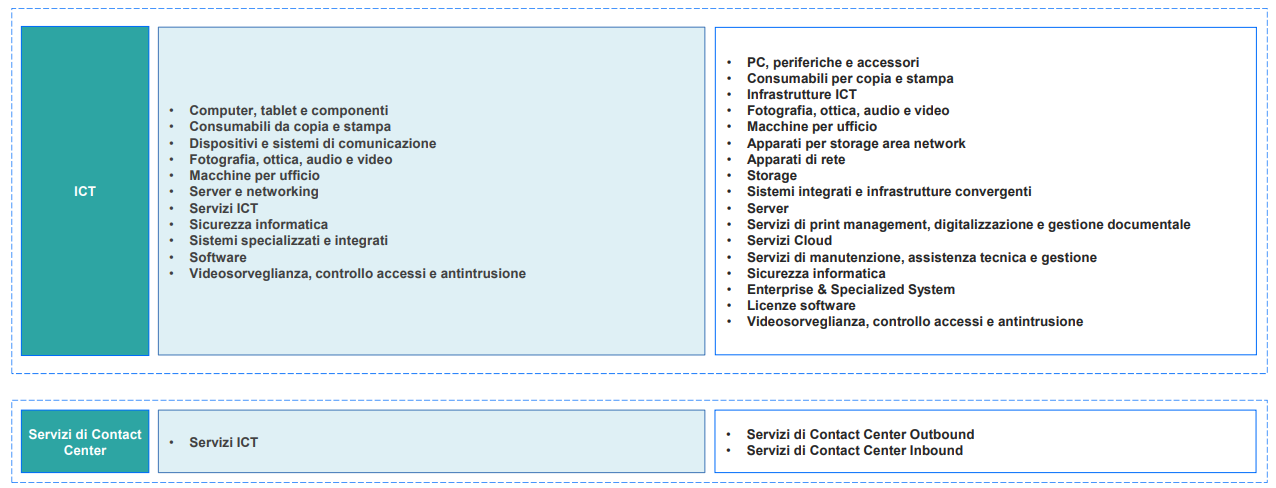 ICT
• Computer, tablet e componenti
• Consumabili da copia e stampa
• Dispositivi e sistemi di comunicazione
• Fotografia, ottica, audio e video
• Macchine per ufficio
• Server e networking
• Servizi ICT
• Sicurezza informatica
• Sistemi specializzati e integrati
• Software
• Videosorveglianza, controllo accessi e antintrusione
• PC, periferiche e accessori
• Consumabili per copia e stampa
• Infrastrutture ICT
• Fotografia, ottica, audio e video
• Macchine per ufficio
• Apparati per storage area network
• Apparati di rete
• Storage
• Sistemi integrati e infrastrutture convergenti
• Server
• Servizi di print management, digitalizzazione e gestione documentale
• Servizi Cloud
• Servizi di manutenzione, assistenza tecnica e gestione
• Sicurezza informatica
• Enterprise & Specialized System
• Licenze software
• Videosorveglianza, controllo accessi e antintrusione
Servizi di Contact
Center
• Servizi ICT
• Servizi di Contact Center Outbound
• Servizi di Contact Center Inbound